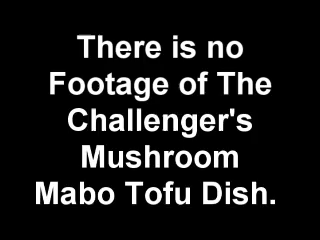 There is no
Footage of The
Challenger's
Mushroom
Mabo Tofu Dish.